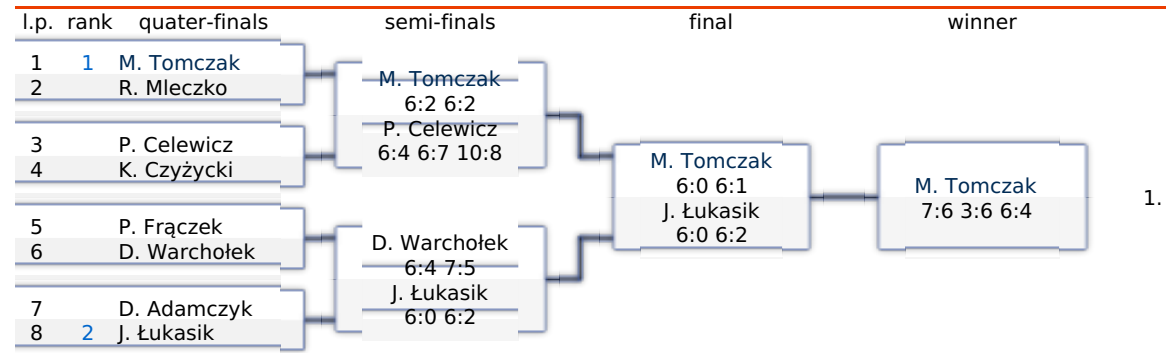 l.p. rank quater-finals semi-finals final winner
1 1 M. Tomczak
2 R. Mleczko
3 P. Celewicz
4 K. Czyżycki
5 P. Frączek
6 D. Warchołek
7 D. Adamczyk
8 2 J. Łukasik
M. Tomczak
6:2 6:2
P. Celewicz
6:4 6:7 10:8
D. Warchołek
6:4 7:5
J. Łukasik
6:0 6:2
M. Tomczak
6:0 6:1
J. Łukasik
6:0 6:2
M. Tomczak
7:6 3:6 6:4
1.